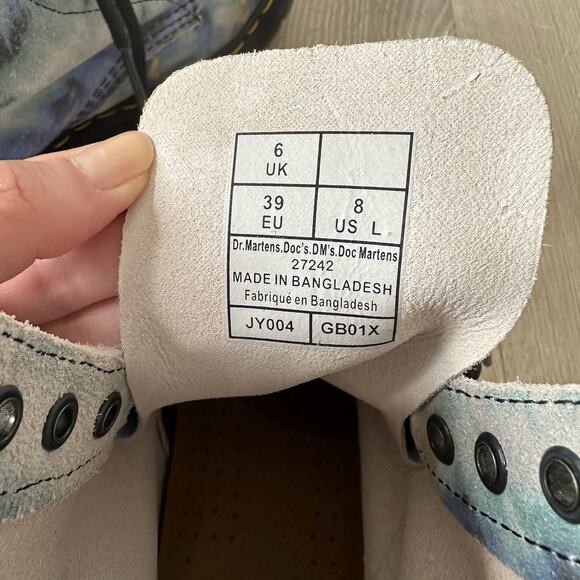 6
UK
39
EU
8
US L
Dr.Martens.Doc's.DM's.Doc Martens
27242
MADE IN BANGLADESH
Fabriqué en Bangladesh
JY004
GB01X